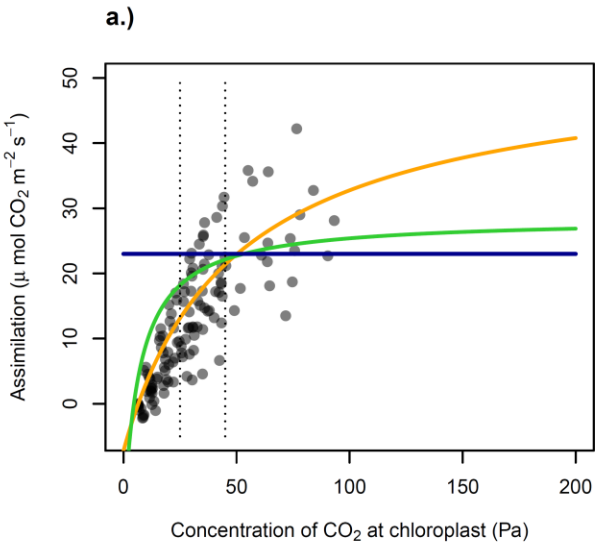 a.)
Assimilation (μ mol CO₂ m⁻² s⁻¹)
50
40
30
20
10
0
0 50 100 150 200
Concentration of CO₂ at chloroplast (Pa)